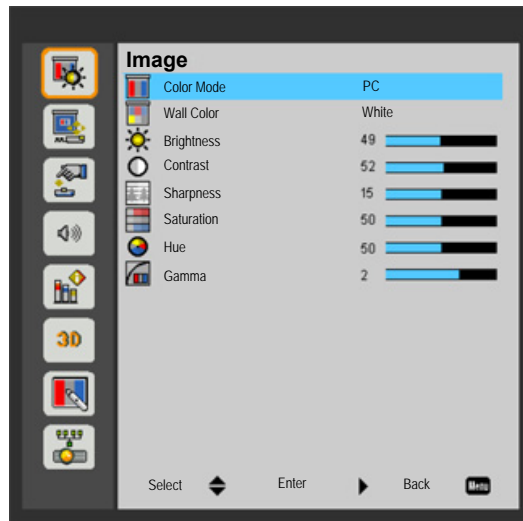 Image
Color Mode PC
Wall Color White
Brightness 49
Contrast 52
Sharpness 15
Saturation 50
Hue 50
Gamma 2
3D
Select Enter Back Menu